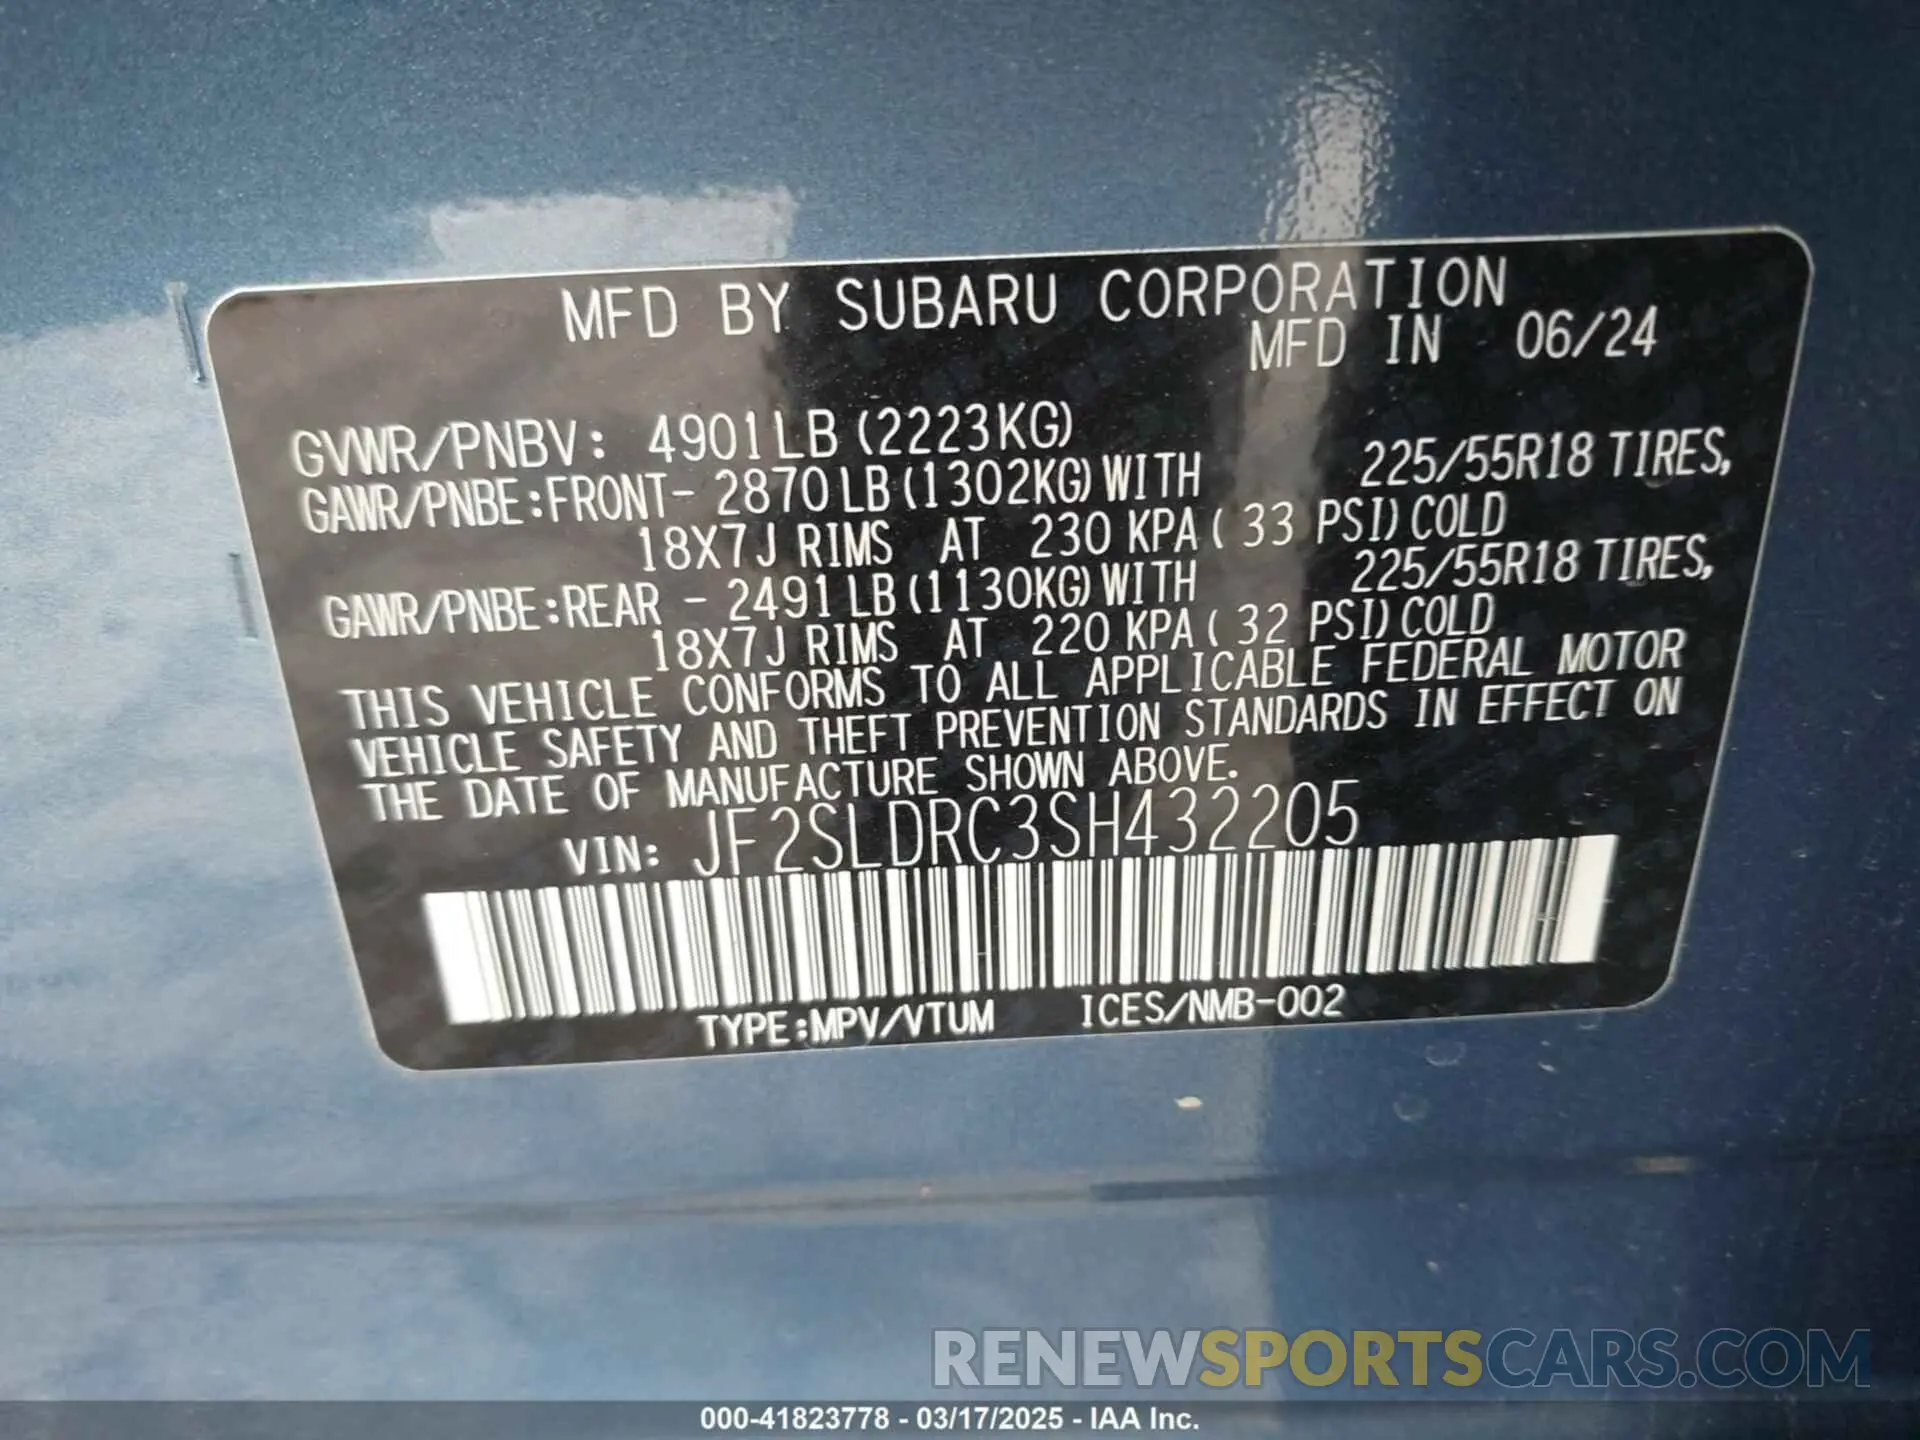 MFD BY SUBARU CORPORATION
MFD IN 06/24
GVWR/PNBV: 4901LB (2223KG)
GAWR/PNBE:FRONT- 2870LB(1302KG)WITH 225/55R18 TIRES,
18X7J RIMS AT 230 KPA( 33 PSI)COLD
GAWR/PNBE:REAR - 2491LB(1130KG)WITH 225/55R18 TIRES,
18X7J RIMS AT 220 KPA( 32 PSI)COLD
THIS VEHICLE CONFORMS TO ALL APPLICABLE FEDERAL MOTOR
VEHICLE SAFETY AND THEFT PREVENTION STANDARDS IN EFFECT ON
THE DATE OF MANUFACTURE SHOWN ABOVE.
VIN: JF2SLDRC3SH432205
TYPE:MPV/VTUM ICES/NMB-002
RENEWSPORTSCARS.COM
000-41823778 - 03/17/2025 - IAA Inc.